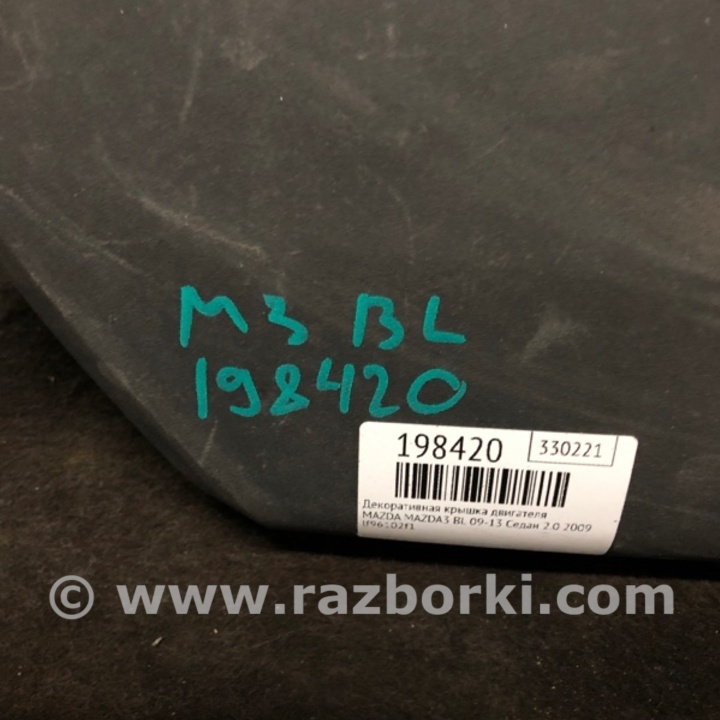 M3 BL
198420
198420 330221
Декоративная крышка двигателя
MAZDA MAZDA3 BL 09-13 Седан 2.0 2009
lf96102f1
© www.razborki.com